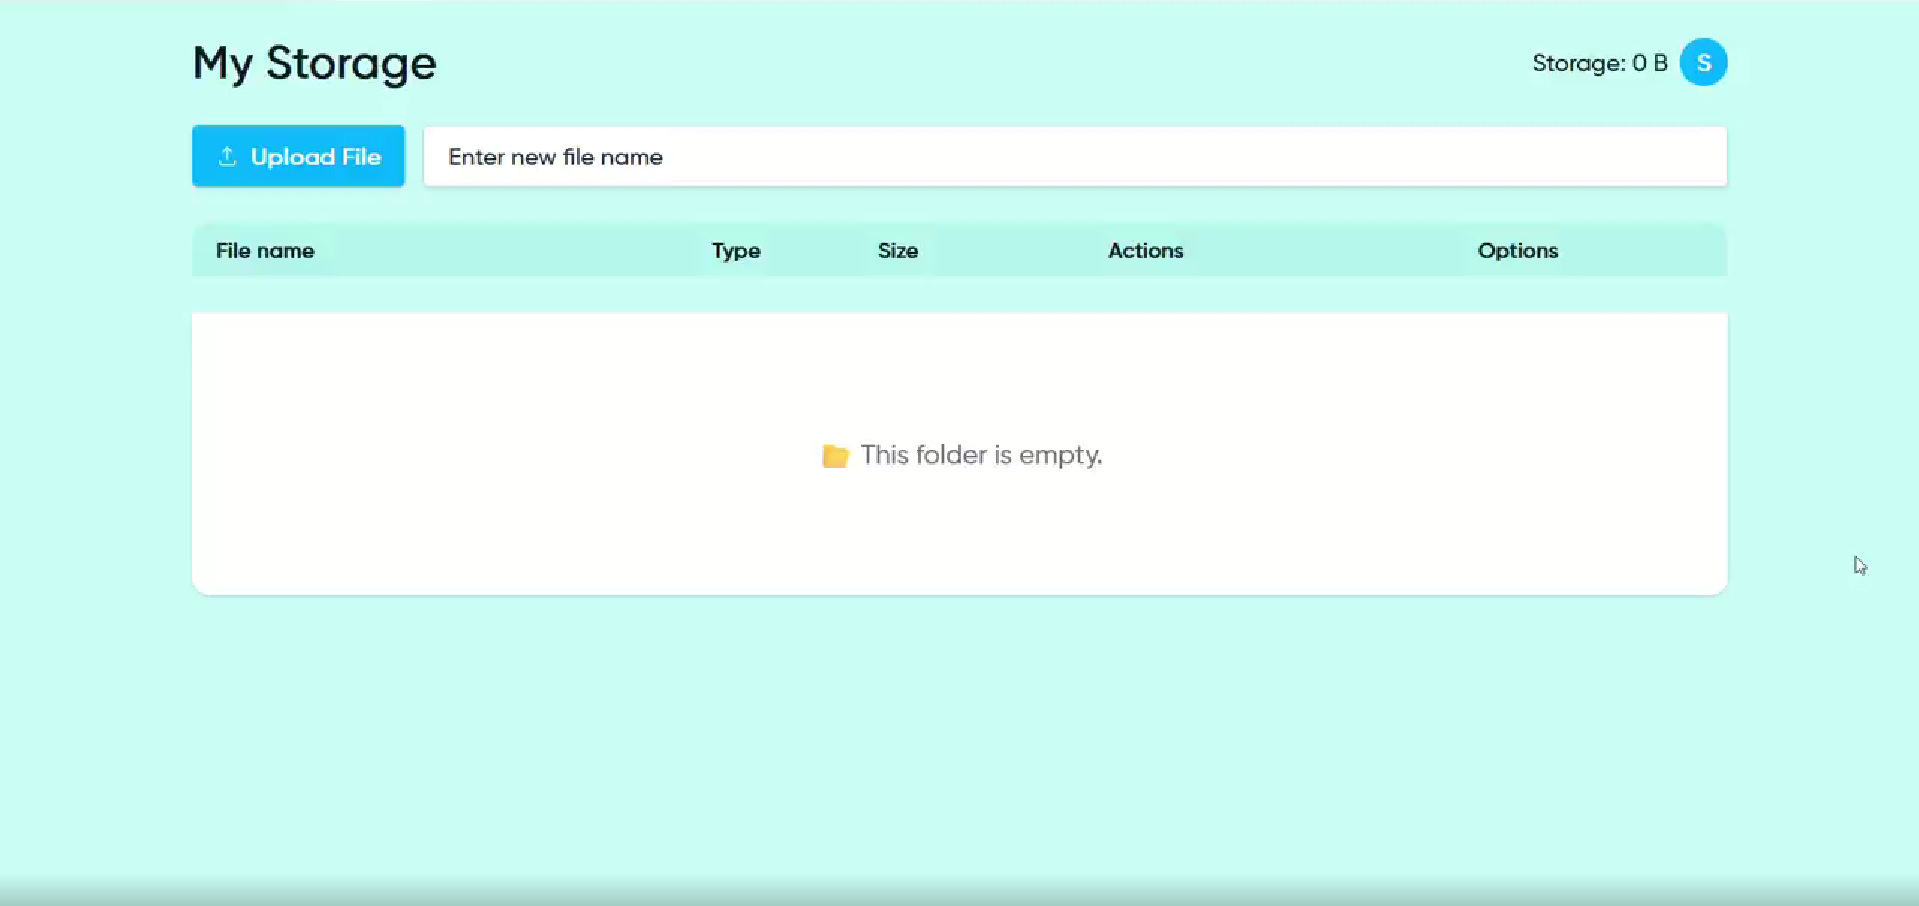 My Storage
Storage: 0 B S
Upload File
Enter new file name
File name Type Size Actions Options
This folder is empty.